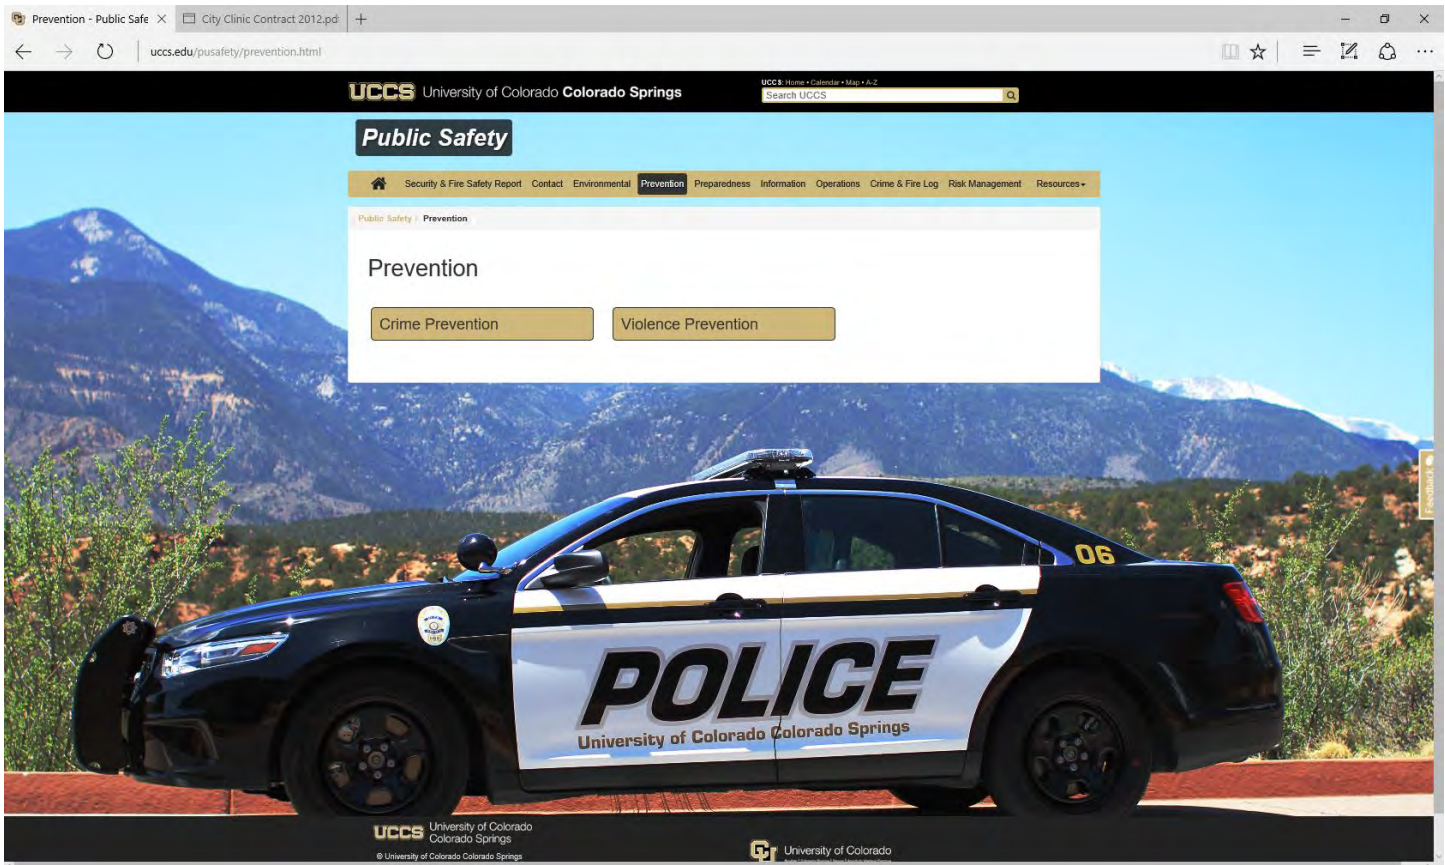 Prevention - Public Safe
City Clinic Contract 2012.pd
uccs.edu/pusafety/prevention.html
UCCS University of Colorado Colorado Springs
UCCS: Home • Calendar • Map • A-Z
Search UCCS
Public Safety
Security & Fire Safety Report Contact Environmental Prevention Preparedness Information Operations Crime & Fire Log Risk Management Resources
Public Safety / Prevention
Prevention
Crime Prevention Violence Prevention
Feedback
06
POLICE
University of Colorado Colorado Springs
UCCS University of Colorado
Colorado Springs
© University of Colorado Colorado Springs
CU University of Colorado